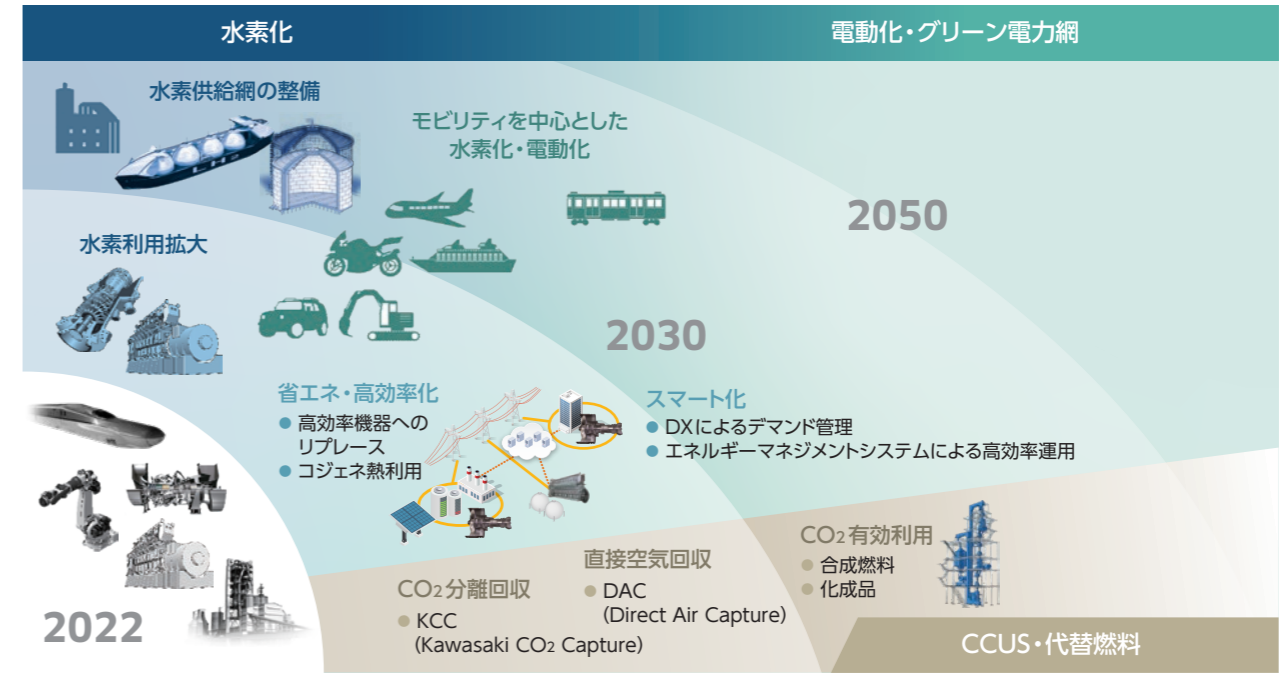 水素化
電動化・グリーン電力網
水素供給網の整備
モビリティを中心とした
水素化・電動化
2050
水素利用拡大
LH2
2030
省エネ・高効率化
● 高効率機器への
リプレース
● コジェネ熱利用
スマート化
● DXによるデマンド管理
● エネルギーマネジメントシステムによる高効率運用
2022
CO2分離回収
● KCC
(Kawasaki CO2 Capture)
直接空気回収
● DAC
(Direct Air Capture)
CO2有効利用
● 合成燃料
● 化成品
CCUS・代替燃料